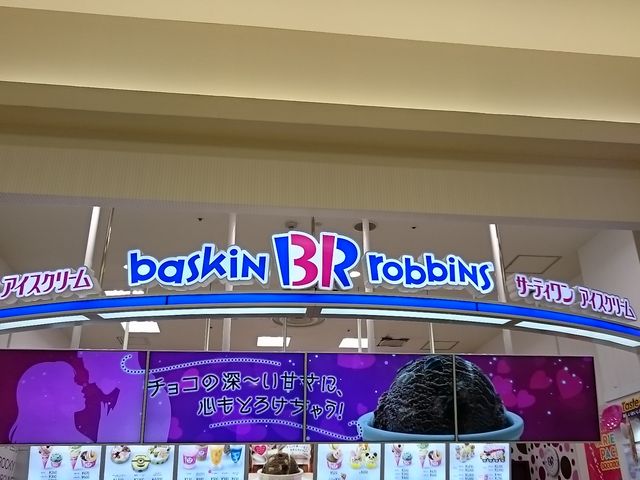 アイスクリーム
baskin BR robbins
サーティワン アイスクリーム
チョコの深〜い甘さに、
心もとろけちゃう!